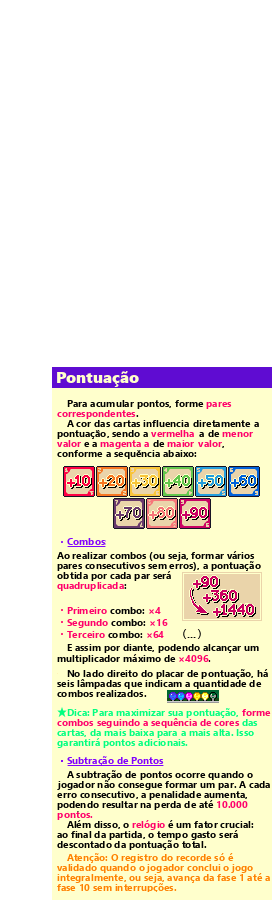 Pontuação
Para acumular pontos, forme pares
correspondentes.
A cor das cartas influencia diretamente a
pontuação, sendo a vermelha a de menor
valor e a magenta a de maior valor,
conforme a sequência abaixo:
+10 +20 +30 +40 +50 +60
+70 +80 +90
· Combos
Ao realizar combos (ou seja, formar vários
pares consecutivos sem erros), a pontuação
obtida por cada par será
quadruplicada:
+90
+360
+1440
· Primeiro combo: ×4
· Segundo combo: ×16
· Terceiro combo: ×64 (...)
E assim por diante, podendo alcançar um
multiplicador máximo de ×4096.
No lado direito do placar de pontuação, há
seis lâmpadas que indicam a quantidade de
combos realizados.
★Dica: Para maximizar sua pontuação, forme
combos seguindo a sequência de cores das
cartas, da mais baixa para a mais alta. Isso
garantirá pontos adicionais.
· Subtração de Pontos
A subtração de pontos ocorre quando o
jogador não consegue formar um par. A cada
erro consecutivo, a penalidade aumenta,
podendo resultar na perda de até 10.000
pontos.
Além disso, o relógio é um fator crucial:
ao final da partida, o tempo gasto será
descontado da pontuação total.
Atenção: O registro do recorde só é
validado quando o jogador conclui o jogo
integralmente, ou seja, avança da fase 1 até a
fase 10 sem interrupções.